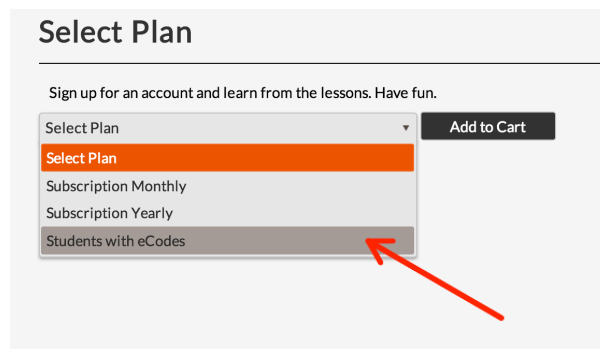 Select Plan
Sign up for an account and learn from the lessons. Have fun.
Select Plan Add to Cart
Select Plan
Subscription Monthly
Subscription Yearly
Students with eCodes